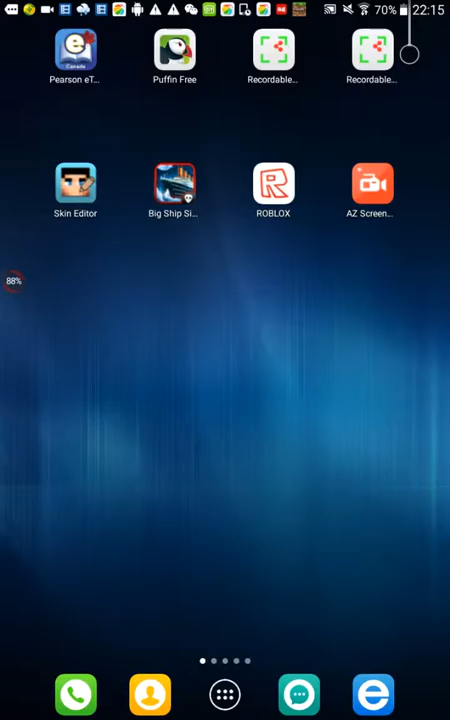 70% 22:15
Canada
Pearson eT... Puffin Free Recordable... Recordable...
Skin Editor Big Ship Si... ROBLOX AZ Screen...
88%